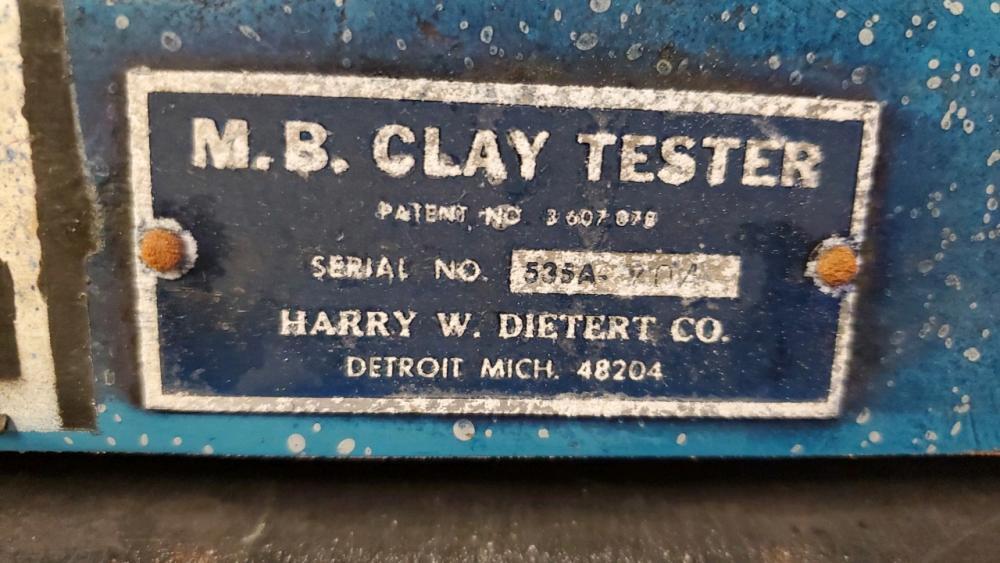 M.B. CLAY TESTER
PATENT NO 3 607 078
SERIAL NO. 535A-
HARRY W. DIETERT CO.
DETROIT MICH. 48204